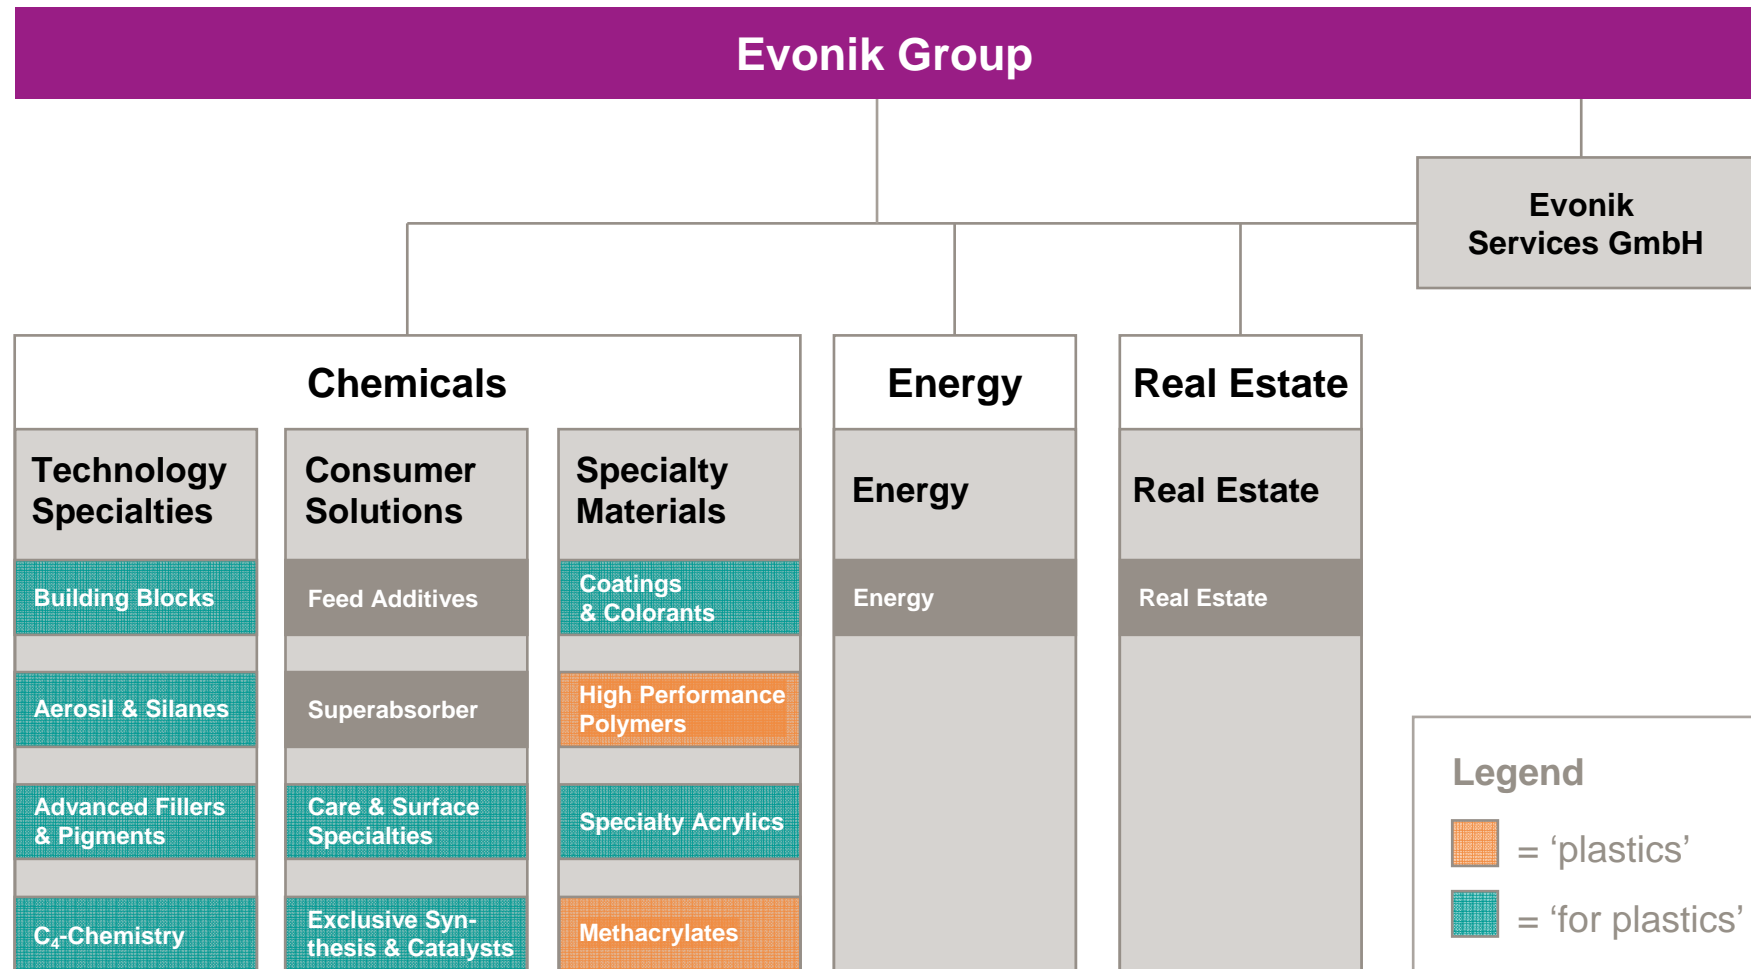 Evonik Group
Evonik
Services GmbH
Chemicals
Energy
Real Estate
Technology
Specialties
Consumer
Solutions
Specialty
Materials
Energy
Real Estate
Building Blocks
Feed Additives
Coatings
& Colorants
Energy
Real Estate
Aerosil & Silanes
Superabsorber
High Performance
Polymers
Advanced Fillers
& Pigments
Care & Surface
Specialties
Specialty Acrylics
C₄-Chemistry
Exclusive Syn-
thesis & Catalysts
Methacrylates
Legend
= ‘plastics’
= ‘for plastics’